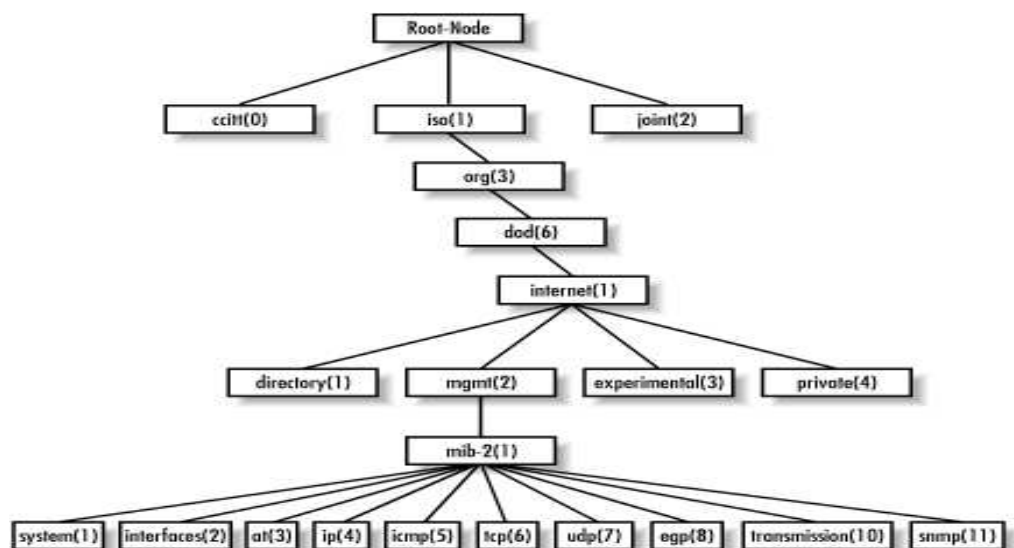 Root-Node
ccitt(0) iso(1) joint(2)
org(3)
dod(6)
internet(1)
directory(1) mgmt(2) experimental(3) private(4)
mib-2(1)
system(1) interfaces(2) at(3) ip(4) icmp(5) tcp(6) udp(7) egp(8) transmission(10) snmp(11)